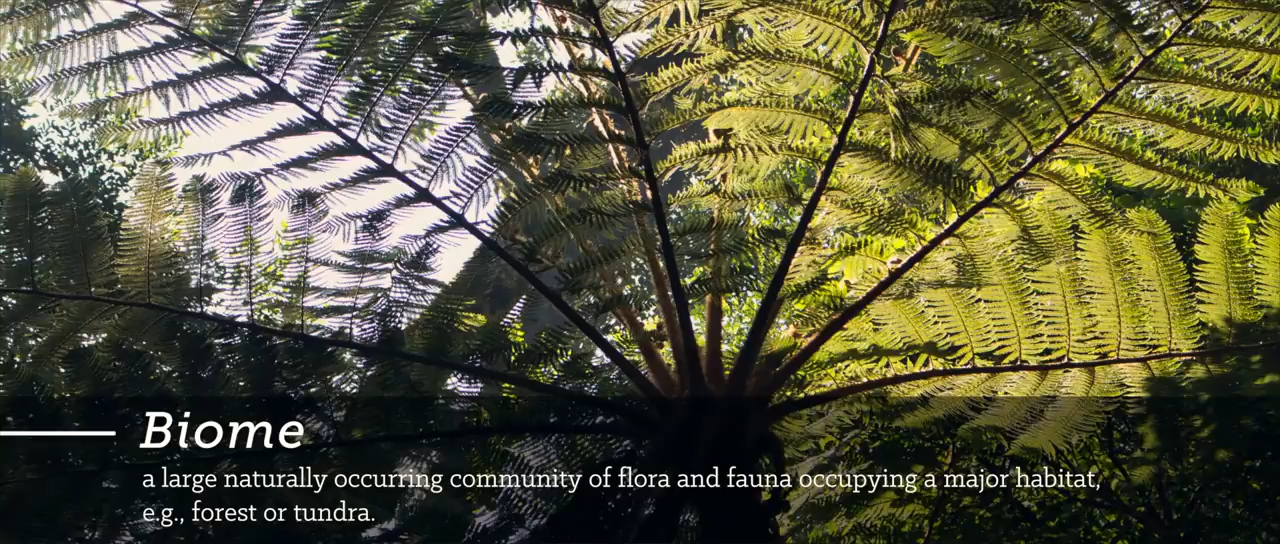 Biome
a large naturally occurring community of flora and fauna occupying a major habitat,
e.g., forest or tundra.